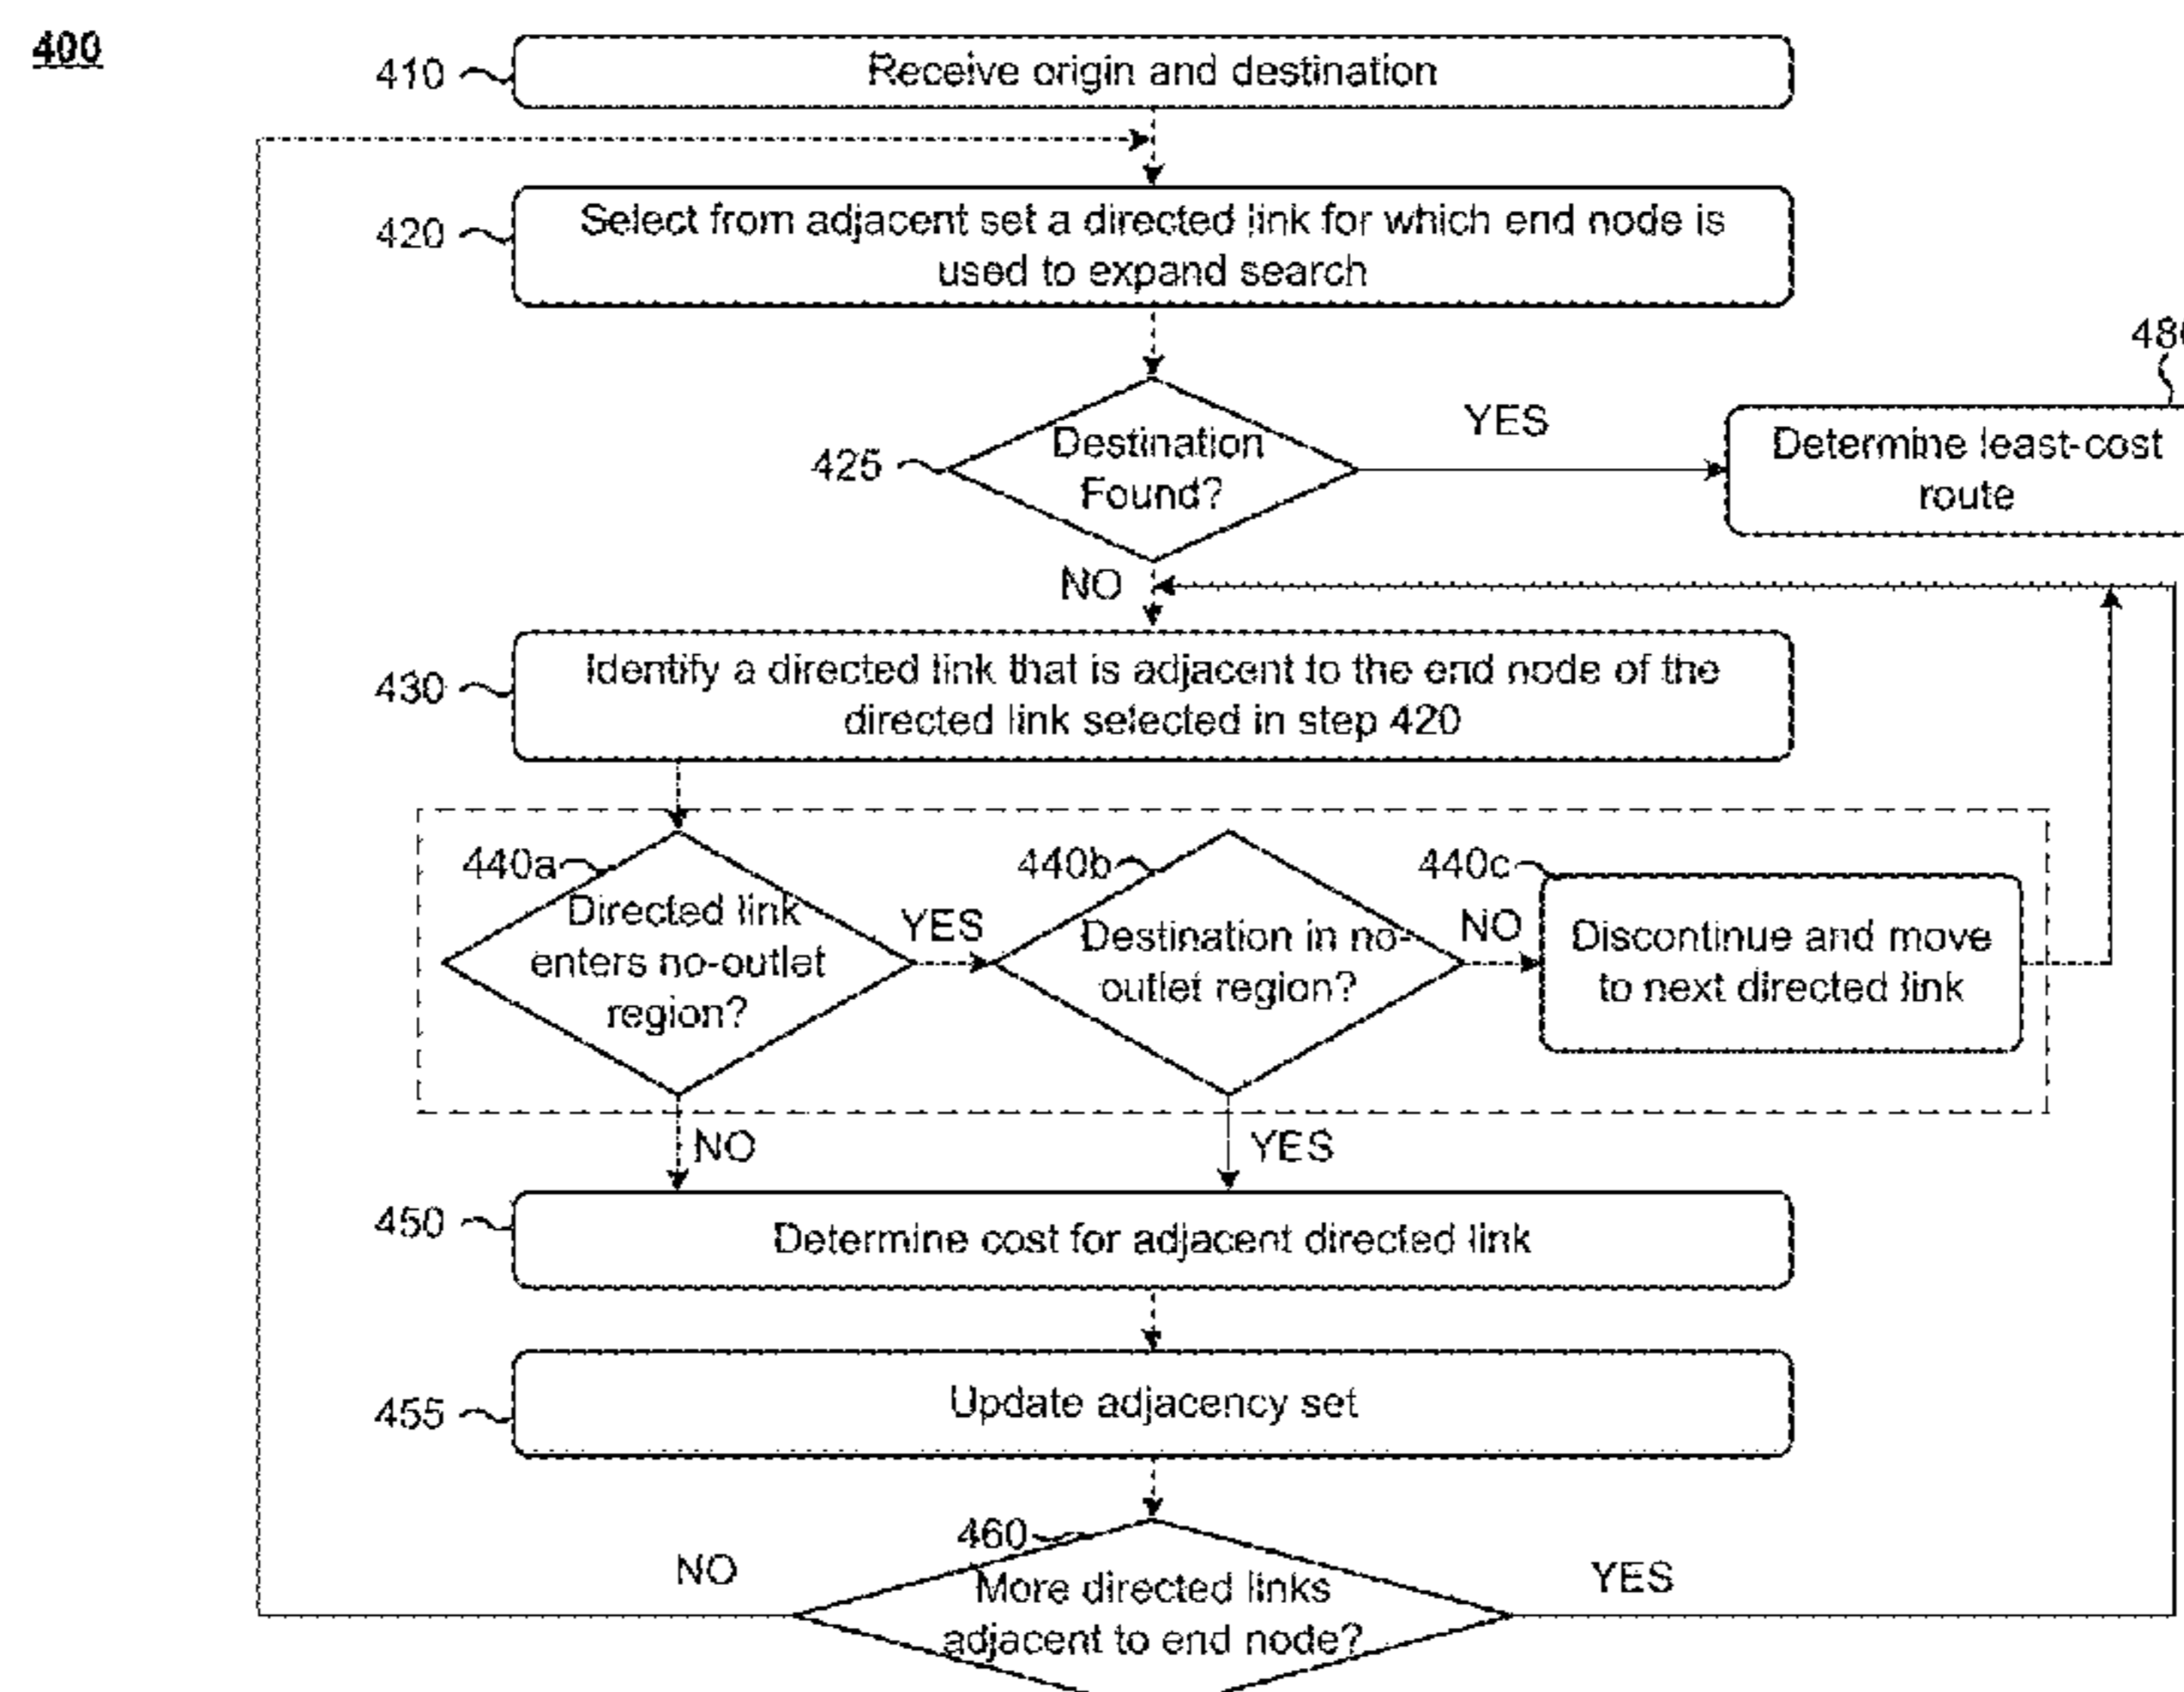 400
410
Receive origin and destination
420
Select from adjacent set a directed link for which end node is
used to expand search
425
Destination
Found?
YES
Determine least-cost
route
NO
430
Identify a directed link that is adjacent to the end node of the
directed link selected in step 420
440a
Directed link
enters no-outlet
region?
YES
440b
Destination in no-
outlet region?
NO
440c
Discontinue and move
to next directed link
NO
YES
450
Determine cost for adjacent directed link
455
Update adjacency set
460
More directed links
adjacent to end node?
NO
YES